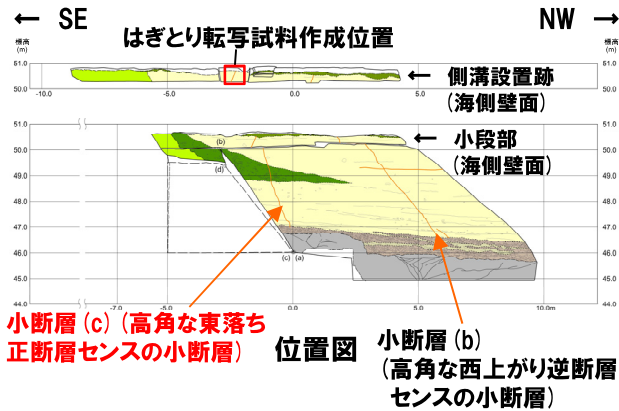 ← SE
NW →
はぎとり転写試料作成位置
標高
(m)
標高
(m)
51.0
50.0
51.0
50.0
-10.0
-5.0
0.0
5.0
10.0m
← 側溝設置跡
(海側壁面)
51.0
50.0
49.0
48.0
47.0
46.0
45.0
44.0
51.0
50.0
49.0
48.0
47.0
46.0
45.0
44.0
← 小段部
(海側壁面)
(b)
(d)
(c)
(a)
-7.0
-5.0
0.0
5.0
10.0m
小断層(c)(高角な東落ち
正断層センスの小断層)
位置図
小断層(b)
(高角な西上がり逆断層
センスの小断層)